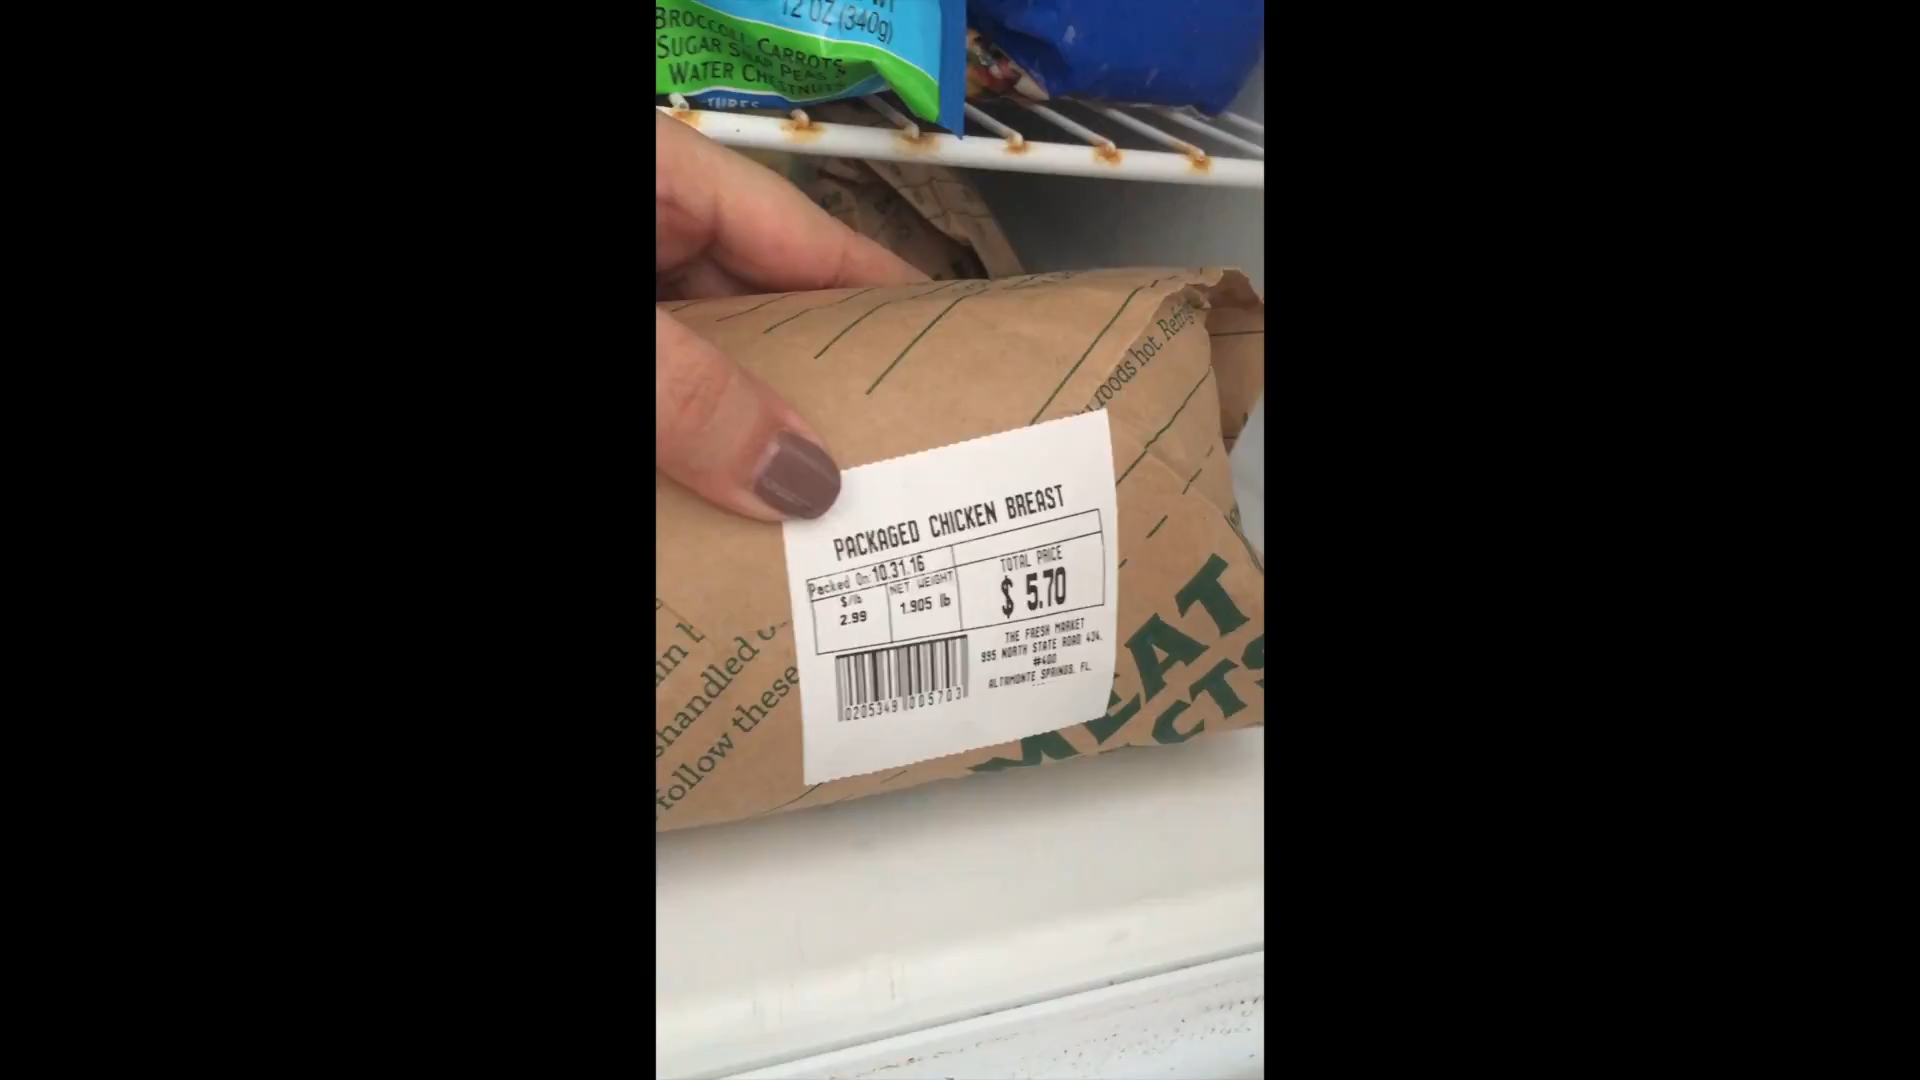 12 OZ (340g)
BROCCOLI, CARROTS,
SUGAR SNAP PEAS,
WATER CHESTNUTS
foods hot. Refrig
PACKAGED CHICKEN BREAST
Packed On: 10.31.16
$/lb
2.99
NET WEIGHT
1.905 lb
TOTAL PRICE
$ 5.70
THE FRESH MARKET
995 NORTH STATE ROAD 434,
#400
ALTAMONTE SPRINGS, FL,
0205349 005703
handled
follow these
MEAT
CTS